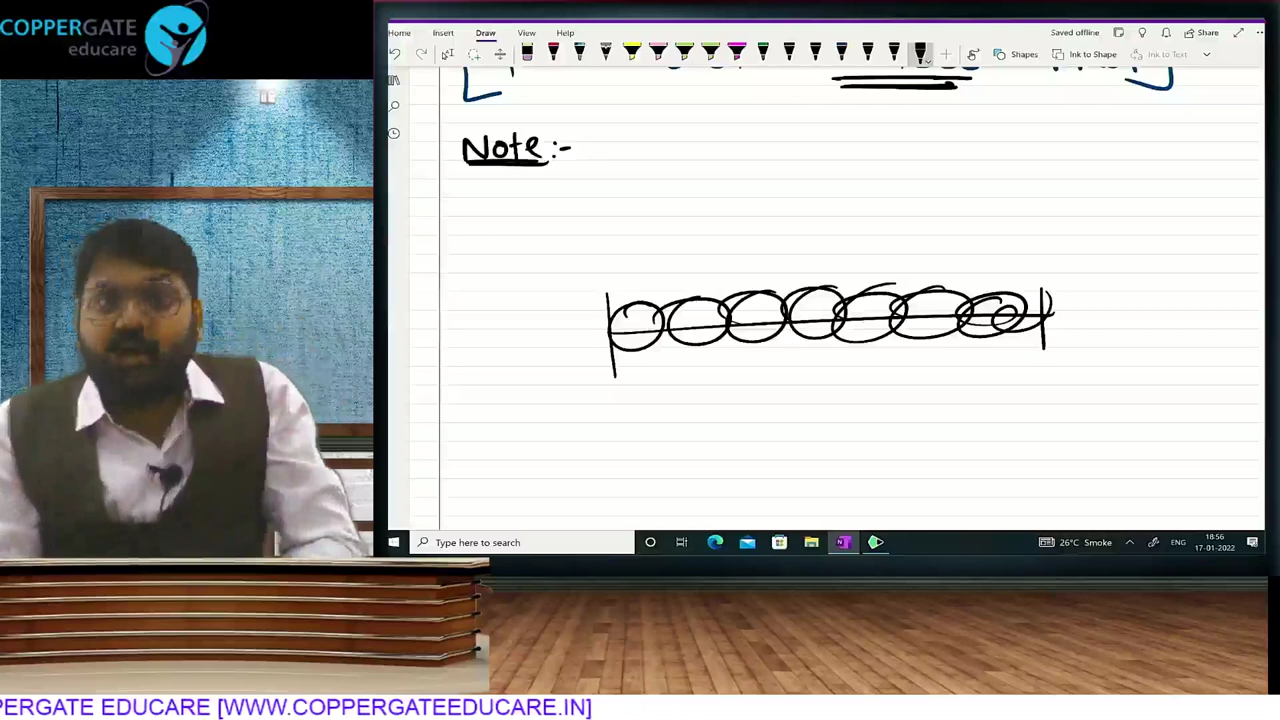 COPPERGATE
educare
Home Insert Draw View Help
Saved offline
Share
Shapes
Ink to Shape
Ink to Text
Note:-
Type here to search
26°C Smoke
ENG
18:56
17-01-2022
PERGATE EDUCARE [WWW.COPPERGATEEDUCARE.IN]